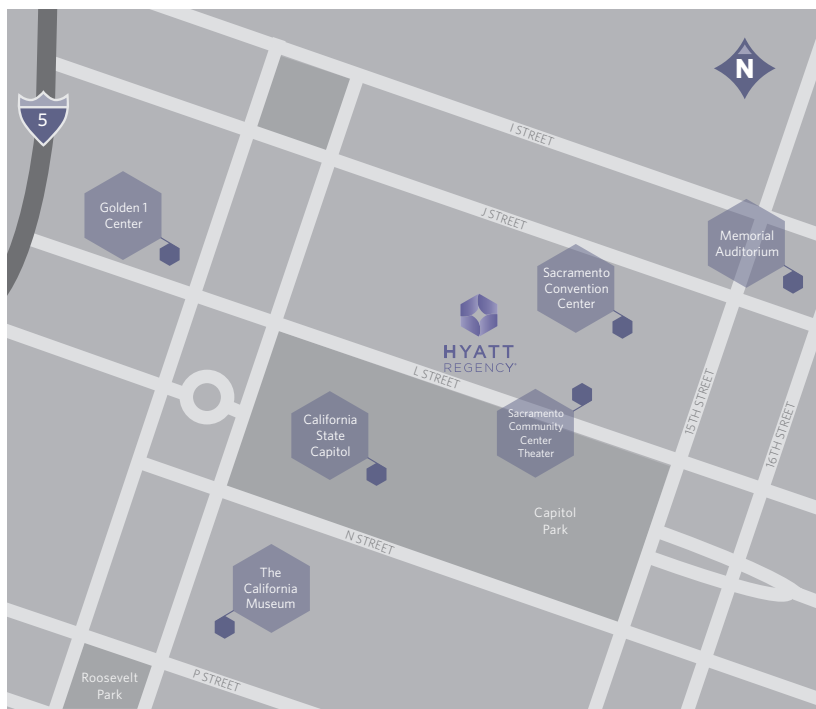 N
5
I STREET
Golden 1
Center
J STREET
Memorial
Auditorium
Sacramento
Convention
Center
HYATT
REGENCY
L STREET
15TH STREET
16TH STREET
California
State
Capitol
Sacramento
Community
Center
Theater
Capitol
Park
N STREET
The
California
Museum
Roosevelt
Park
P STREET